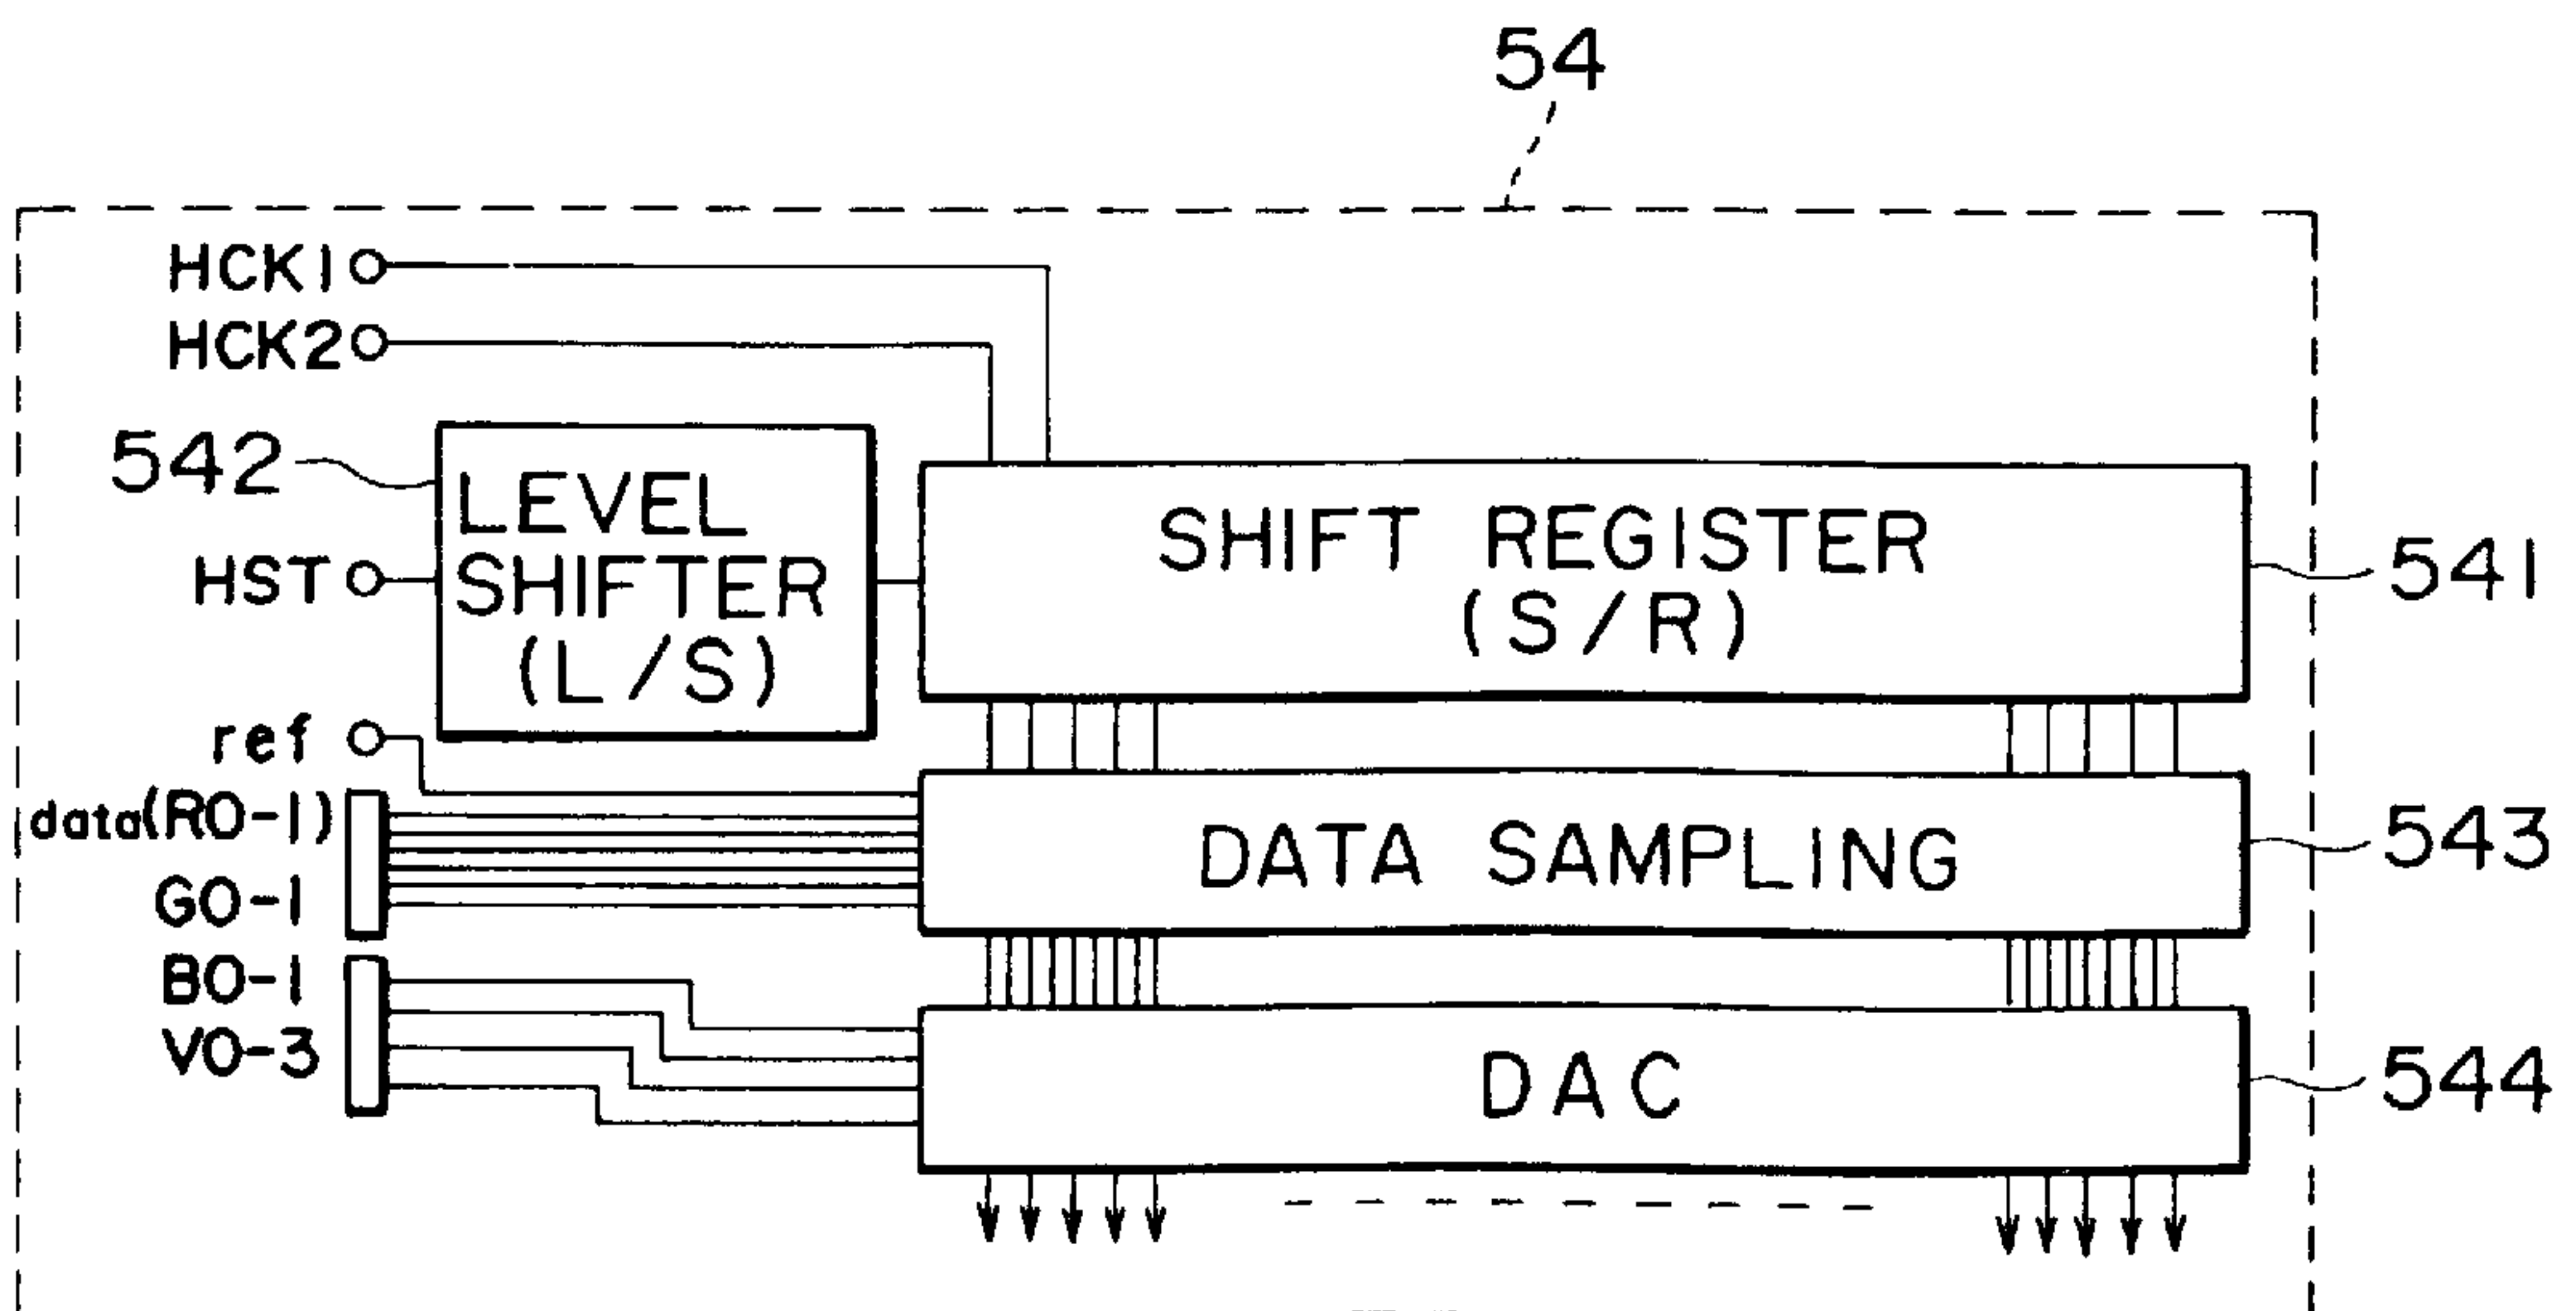 54
HCK1
HCK2
542
LEVEL
SHIFTER
(L/S)
HST
SHIFT REGISTER
(S/R)
541
ref
data(R0-1)
G0-1
B0-1
V0-3
DATA SAMPLING
543
DAC
544